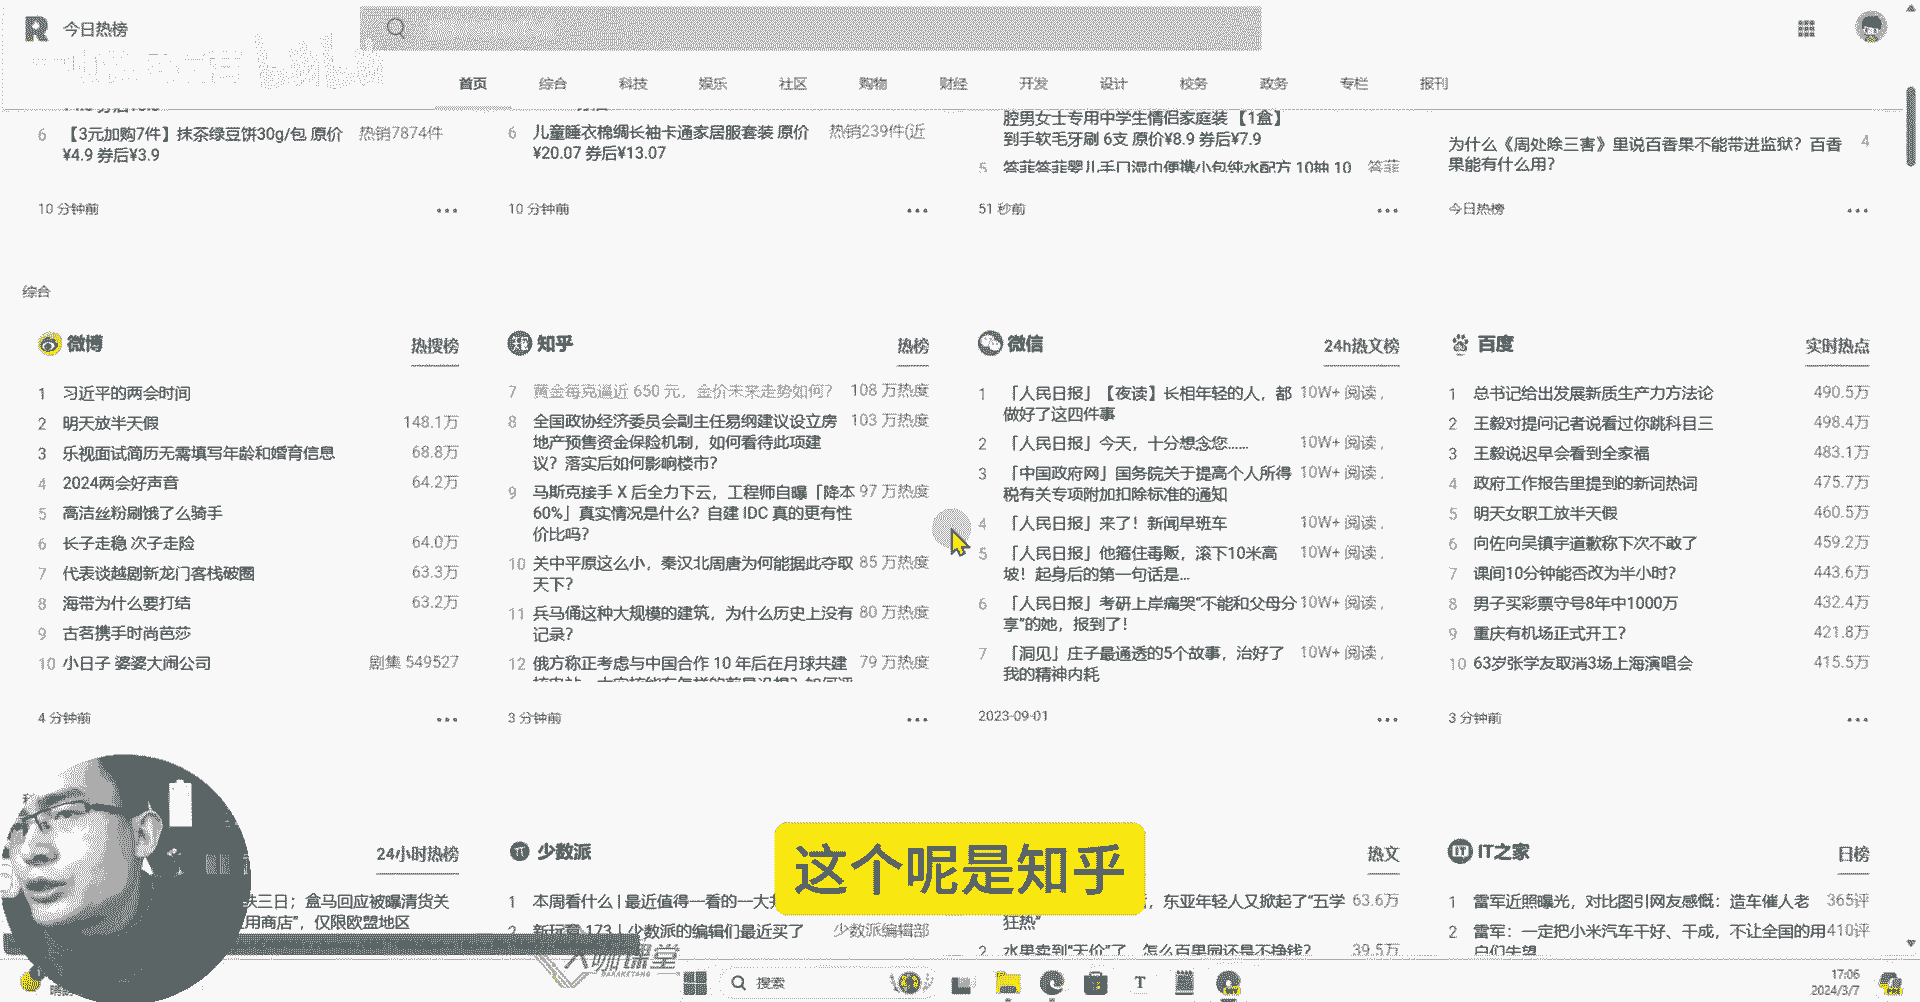 今日热榜
首页 综合 科技 娱乐 社区 购物 财经 开发 设计 校务 政务 专栏 报刊
6 【3元加购7件】抹茶绿豆饼30g/包 原价 热销7874件
¥4.9 券后¥3.9
10 分钟前
6 儿童睡衣棉绸长袖卡通家居服套装 原价 热销239件(近
¥20.07 券后¥13.07
10 分钟前
腔男女士专用中学生情侣家庭装 【1盒】
到手软毛牙刷 6支 原价¥8.9 券后¥7.9
5 答菲答菲婴儿手口湿巾便携小包纯水配方 10抽 10 答菲
51 秒前
为什么《周处除三害》里说百香果不能带进监狱？百香 4
果能有什么用？
今日热榜
综合
微博 热搜榜
1 习近平的两会时间
2 明天放半天假 148.1万
3 乐视面试简历无需填写年龄和婚育信息 68.8万
4 2024两会好声音 64.2万
5 高洁丝粉刷饿了么骑手
6 长子走稳 次子走险 64.0万
7 代表谈越剧新龙门客栈破圈 63.3万
8 海带为什么要打结 63.2万
9 古茗携手时尚芭莎
10 小日子 婆婆大闹公司 剧集 549527
4 分钟前
知乎 热榜
7 黄金每克逼近 650 元，金价未来走势如何？ 108 万热度
8 全国政协经济委员会副主任易纲建议设立房 103 万热度
地产预售资金保险机制，如何看待此项建
议？落实后如何影响楼市？
9 马斯克接手 X 后全力下云，工程师自曝「降本 97 万热度
60%」真实情况是什么？自建 IDC 真的更有性
价比吗？
10 关中平原这么小，秦汉北周唐为何能据此夺取 85 万热度
天下？
11 兵马俑这种大规模的建筑，为什么历史上没有 80 万热度
记录？
12 俄方称正考虑与中国合作 10 年后在月球共建 79 万热度
3 分钟前
微信 24h热文榜
1 「人民日报」【夜读】长相年轻的人，都 10W+ 阅读 ,
做好了这四件事
2 「人民日报」今天，十分想念您…… 10W+ 阅读 ,
3 「中国政府网」国务院关于提高个人所得 10W+ 阅读 ,
税有关专项附加扣除标准的通知
4 「人民日报」来了！新闻早班车 10W+ 阅读 ,
5 「人民日报」他箍住毒贩，滚下10米高 10W+ 阅读 ,
坡！起身后的第一句话是...
6 「人民日报」考研上岸痛哭“不能和父母分 10W+ 阅读 ,
享”的她，报到了！
7 「洞见」庄子最通透的5个故事，治好了 10W+ 阅读 ,
我的精神内耗
2023-09-01
百度 实时热点
1 总书记给出发展新质生产力方法论 490.5万
2 王毅对提问记者说看过你跳科目三 498.4万
3 王毅说迟早会看到全家福 483.1万
4 政府工作报告里提到的新词热词 475.7万
5 明天女职工放半天假 460.5万
6 向佐向吴镇宇道歉称下次不敢了 459.2万
7 课间10分钟能否改为半小时？ 443.6万
8 男子买彩票守号8年中1000万 432.4万
9 重庆有机场正式开工？ 421.8万
10 63岁张学友取消3场上海演唱会 415.5万
3 分钟前
24小时热榜
三日；盒马回应被曝清货关
用商店”，仅限欧盟地区
少数派 热文
1 本周看什么 | 最近值得一看的
2 新玩意 173 | 少数派的编辑们最近买了 少数派编辑部
，东亚年轻人又掀起了“五学 63.6万
狂热”
2 水果卖到“天价”了，怎么百果园还是不挣钱？ 39.5万
IT之家 日榜
1 雷军近照曝光，对比图引网友感慨：造车催人老 365评
2 雷军：一定把小米汽车干好、干成，不让全国的用 410评
户们失望
这个呢是知乎
大咖课堂
DAKAKETANG
搜索
17:06
2024/3/7